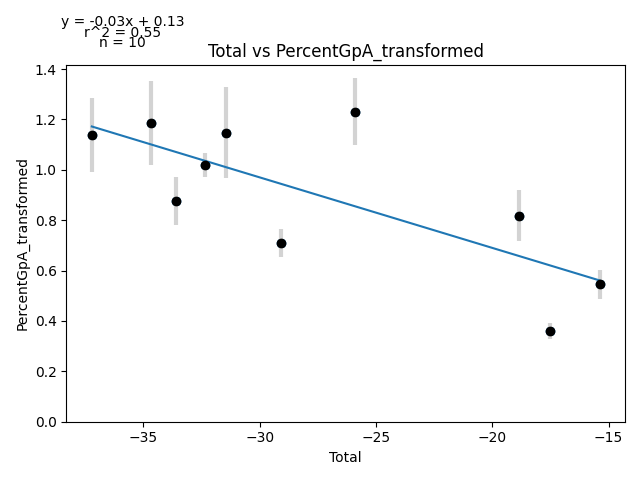 y = -0.03x + 0.13
r^2 = 0.55
n = 10
Total vs PercentGpA_transformed
1.4
1.2
1.0
0.8
0.6
0.4
0.2
0.0
PercentGpA_transformed
−35
−30
−25
−20
−15
Total